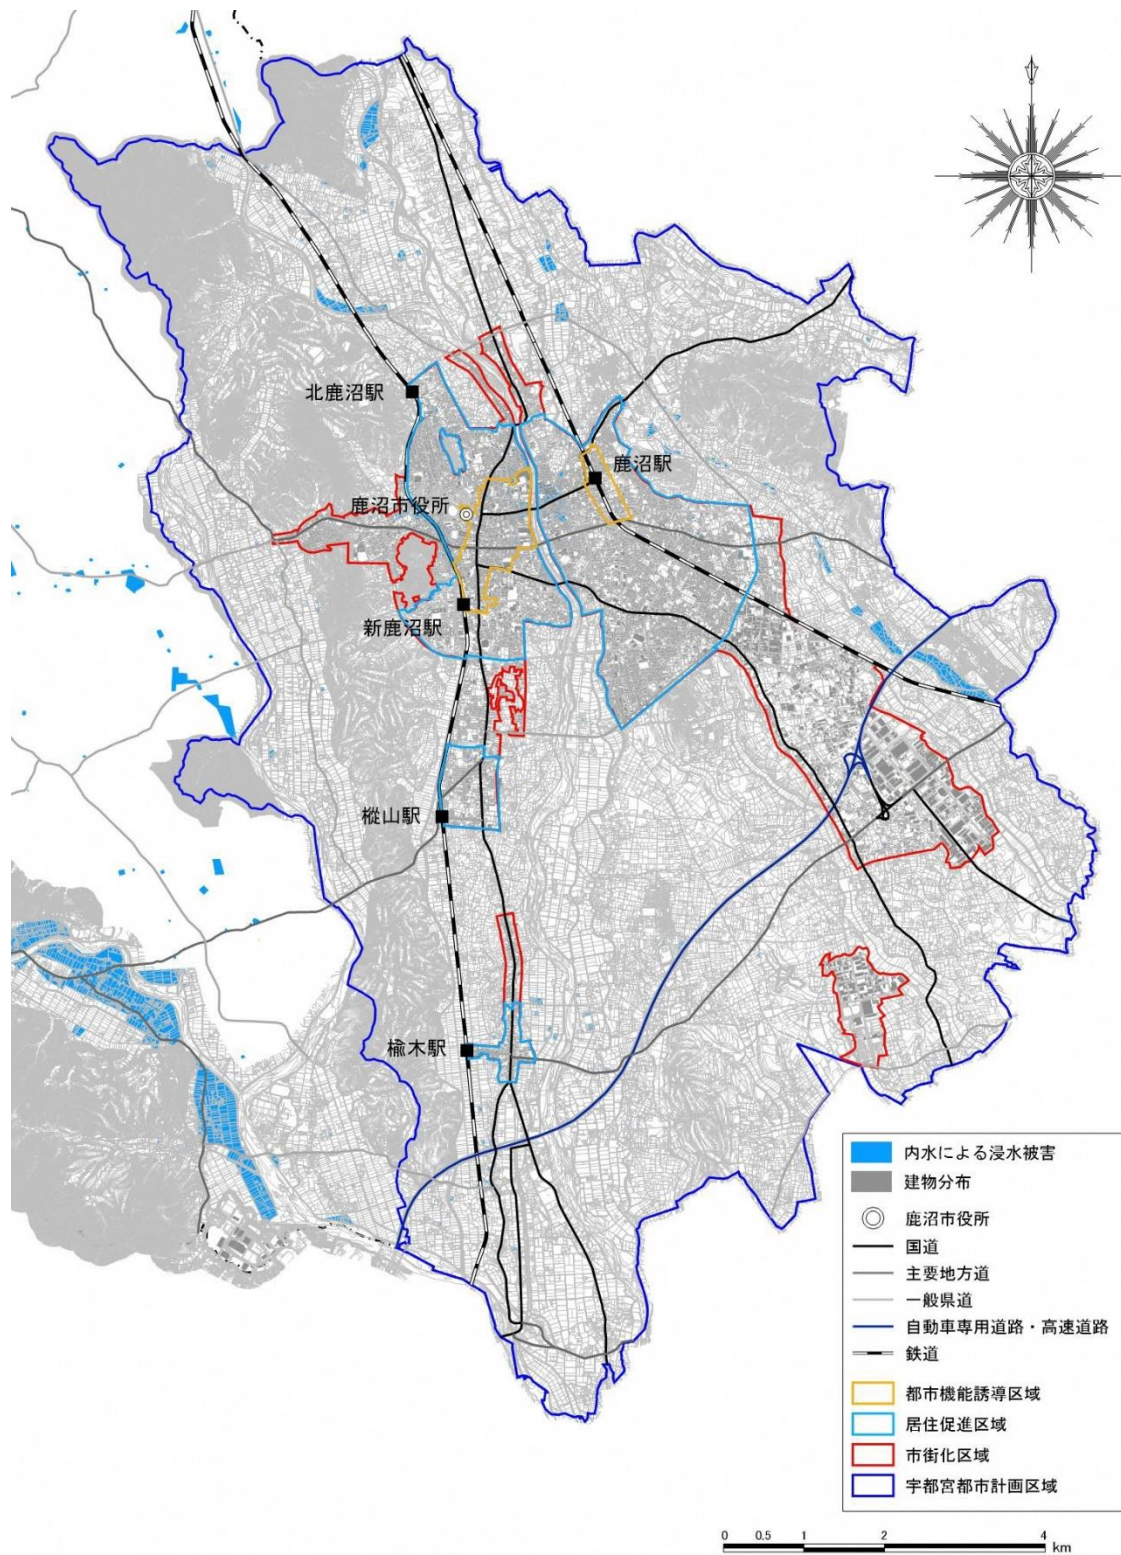 北鹿沼駅
鹿沼駅
鹿沼市役所
新鹿沼駅
樅山駅
楡木駅
内水による浸水被害
建物分布
鹿沼市役所
国道
主要地方道
一般県道
自動車専用道路・高速道路
鉄道
都市機能誘導区域
居住促進区域
市街化区域
宇都宮都市計画区域
0 0.5 1 2 4
km